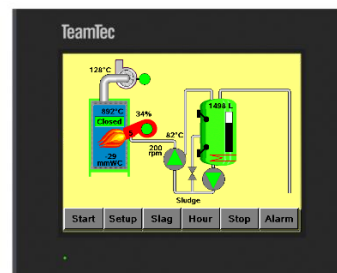 TeamTec
128°C
1498 L
892°C
Closed
34%
82°C
200
rpm
-29
mmWC
Sludge
Start Setup Slag Hour Stop Alarm